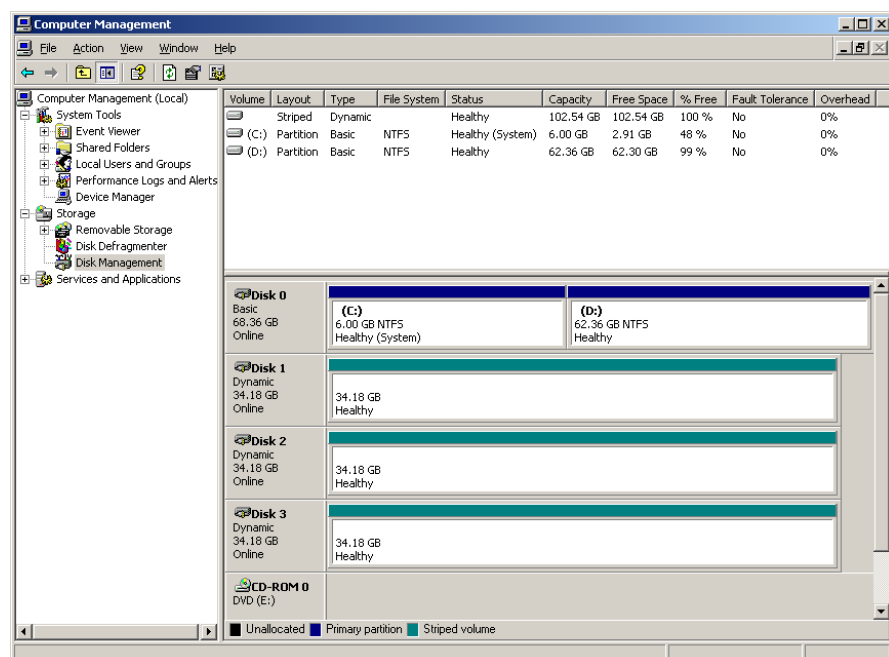 Computer Management
File Action View Window Help
Computer Management (Local)
System Tools
Event Viewer
Shared Folders
Local Users and Groups
Performance Logs and Alerts
Device Manager
Storage
Removable Storage
Disk Defragmenter
Disk Management
Services and Applications
Volume Layout Type File System Status Capacity Free Space % Free Fault Tolerance Overhead
Striped Dynamic Healthy 102.54 GB 102.54 GB 100 % No 0%
(C:) Partition Basic NTFS Healthy (System) 6.00 GB 2.91 GB 48 % No 0%
(D:) Partition Basic NTFS Healthy 62.36 GB 62.30 GB 99 % No 0%
Disk 0
Basic
68.36 GB
Online
(C:)
6.00 GB NTFS
Healthy (System)
(D:)
62.36 GB NTFS
Healthy
Disk 1
Dynamic
34.18 GB
Online
34.18 GB
Healthy
Disk 2
Dynamic
34.18 GB
Online
34.18 GB
Healthy
Disk 3
Dynamic
34.18 GB
Online
34.18 GB
Healthy
CD-ROM 0
DVD (E:)
Unallocated Primary partition Striped volume